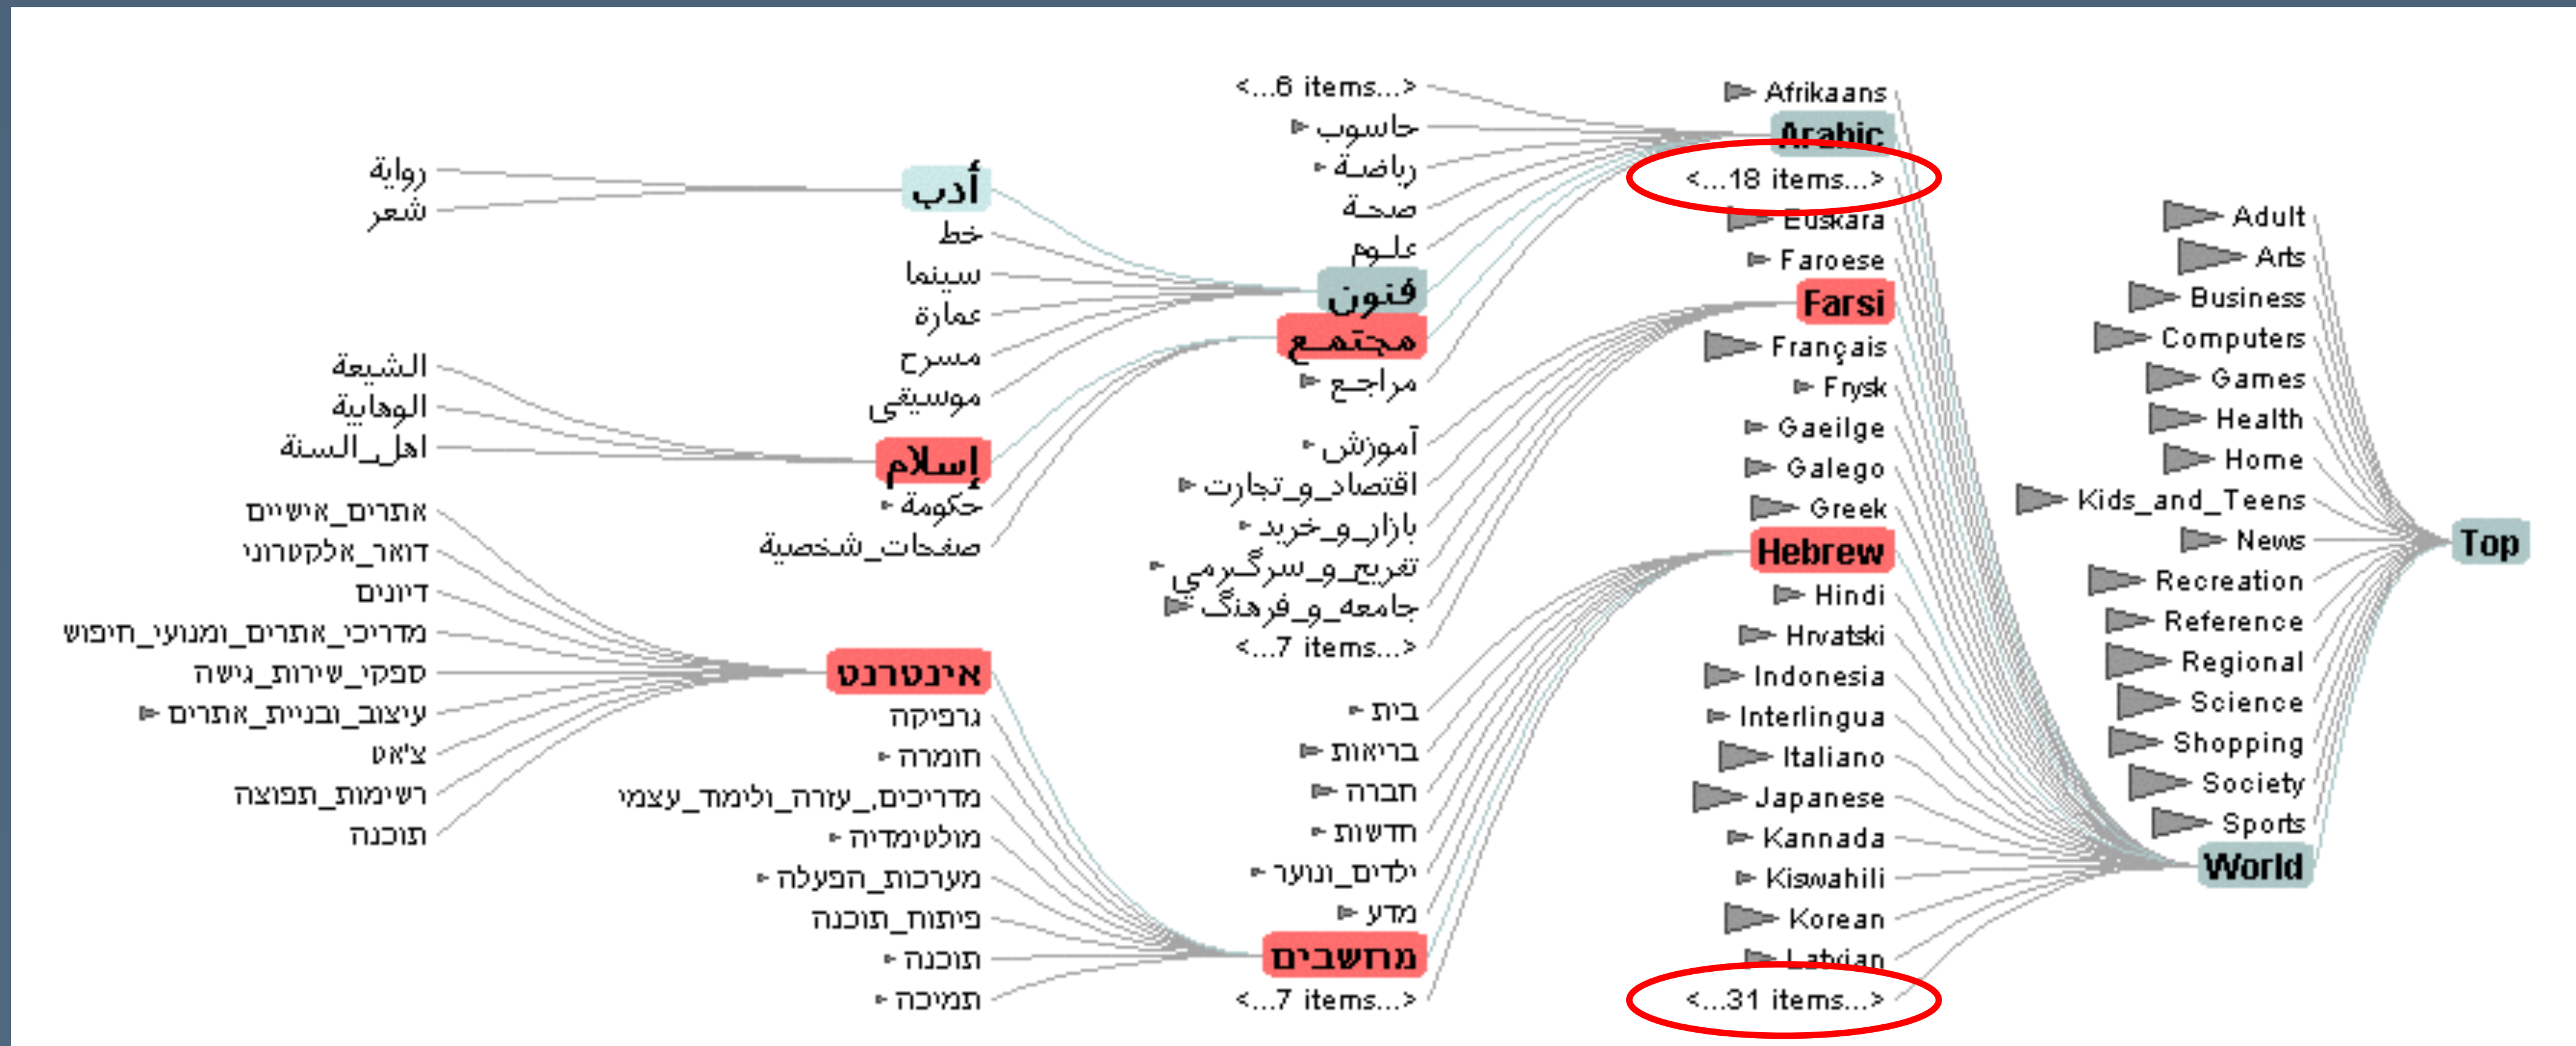 Top
Adult
Arts
Business
Computers
Games
Health
Home
Kids_and_Teens
News
Recreation
Reference
Regional
Science
Shopping
Society
Sports
World
Afrikaans
Arabic
<...18 items...>
Euskara
Faroese
Farsi
Français
Frysk
Gaeilge
Galego
Greek
Hebrew
Hindi
Hrvatski
Indonesia
Interlingua
Italiano
Japanese
Kannada
Kiswahili
Korean
Latvian
<...31 items...>
<...6 items...>
حاسوب
رياضة
صحة
علوم
فنون
مجتمع
مراجع
آموزش
اقتصاد_و_تجارت
بازار_و_خريد
تفريح_و_سرگرمي
جامعه_و_فرهنگ
<...7 items...>
בית
בריאות
חברה
חדשות
ילדים_ונוער
מדע
מחשבים
<...7 items...>
أدب
خط
سينما
عمارة
مسرح
موسيقى
إسلام
حكومة
صفحات_شخصية
אינטרנט
גרפיקה
חומרה
מדריכים,_עזרה_ולימוד_עצמי
מולטימדיה
מערכות_הפעלה
פיתוח_תוכנה
תוכנה
תמיכה
رواية
شعر
الشيعة
الوهابية
اهل_السنة
אתרים_אישיים
דואר_אלקטרוני
דיונים
מדריכי_אתרים_ומנועי_חיפוש
ספקי_שירות_גישה
עיצוב_ובניית_אתרים
צ'אט
רשימות_תפוצה
תוכנה